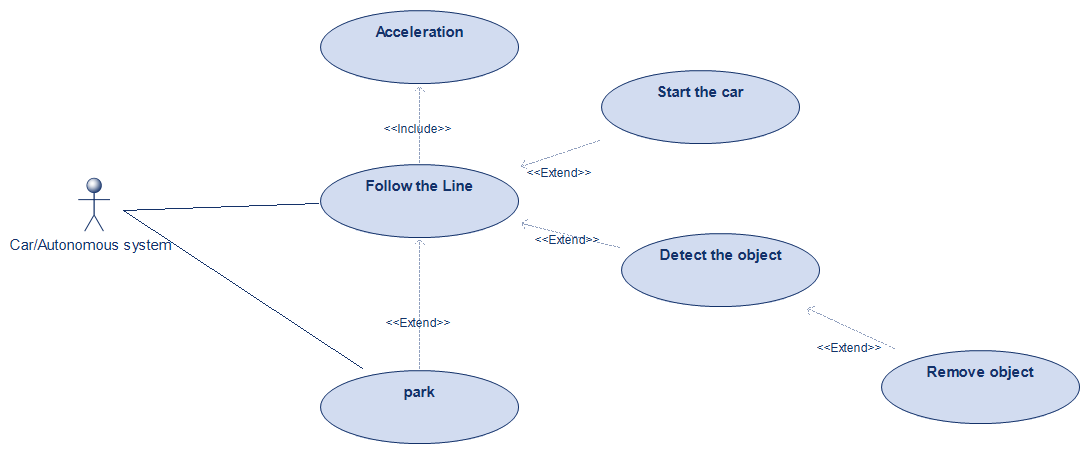 Acceleration
Start the car
<<Include>>
<<Extend>>
Follow the Line
Car/Autonomous system
<<Extend>>
Detect the object
<<Extend>>
<<Extend>>
Remove object
park